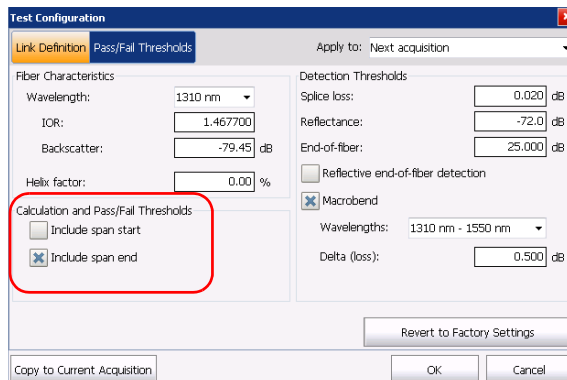 Test Configuration
Link Definition Pass/Fail Thresholds Apply to: Next acquisition
Fiber Characteristics
Wavelength: 1310 nm
IOR: 1.467700
Backscatter: -79.45 dB
Helix factor: 0.00 %
Calculation and Pass/Fail Thresholds
Include span start
Include span end
Detection Thresholds
Splice loss: 0.020 dB
Reflectance: -72.0 dB
End-of-fiber: 25.000 dB
Reflective end-of-fiber detection
Macrobend
Wavelengths: 1310 nm - 1550 nm
Delta (loss): 0.500 dB
Revert to Factory Settings
Copy to Current Acquisition OK Cancel